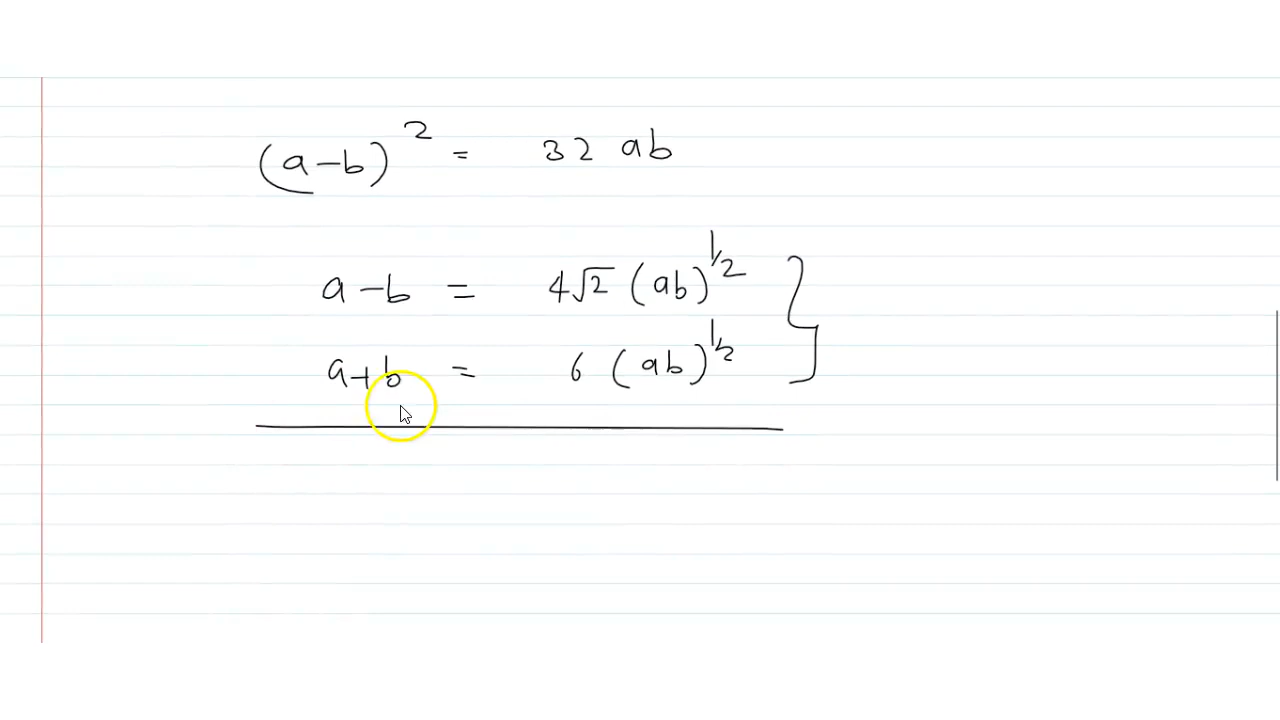 (a-b)² = 32 ab
a-b = 4√2 (ab)^1/2
a+b = 6 (ab)^1/2